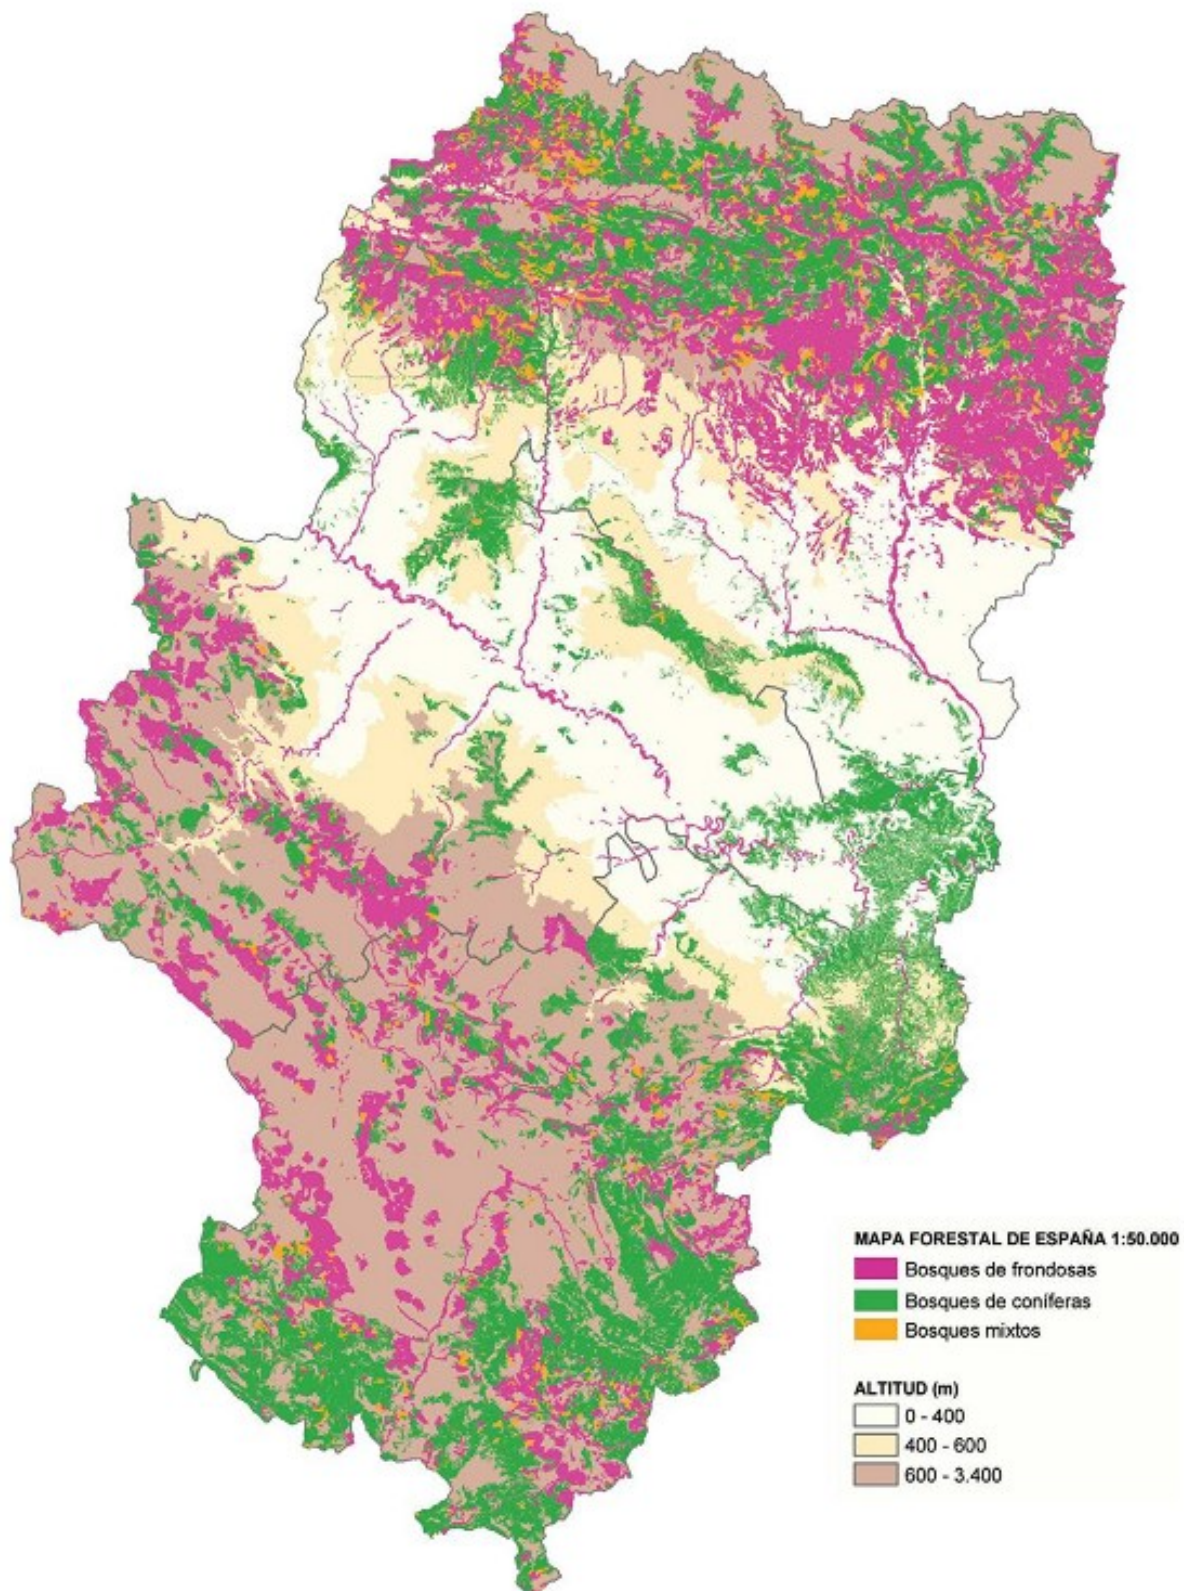 MAPA FORESTAL DE ESPAÑA 1:50.000
Bosques de frondosas
Bosques de coníferas
Bosques mixtos
ALTITUD (m)
0 - 400
400 - 600
600 - 3.400